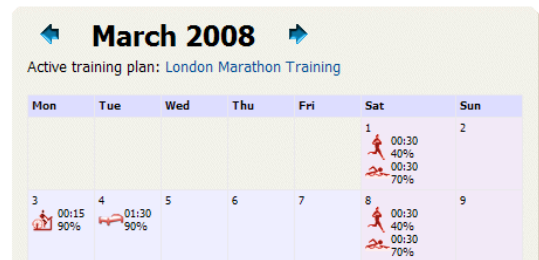 March 2008
Active training plan: London Marathon Training
Mon Tue Wed Thu Fri Sat Sun
1 2
00:30
40%
00:30
70%
3 4 5 6 7 8 9
00:15 01:30 00:30
90% 90% 40%
00:30
70%